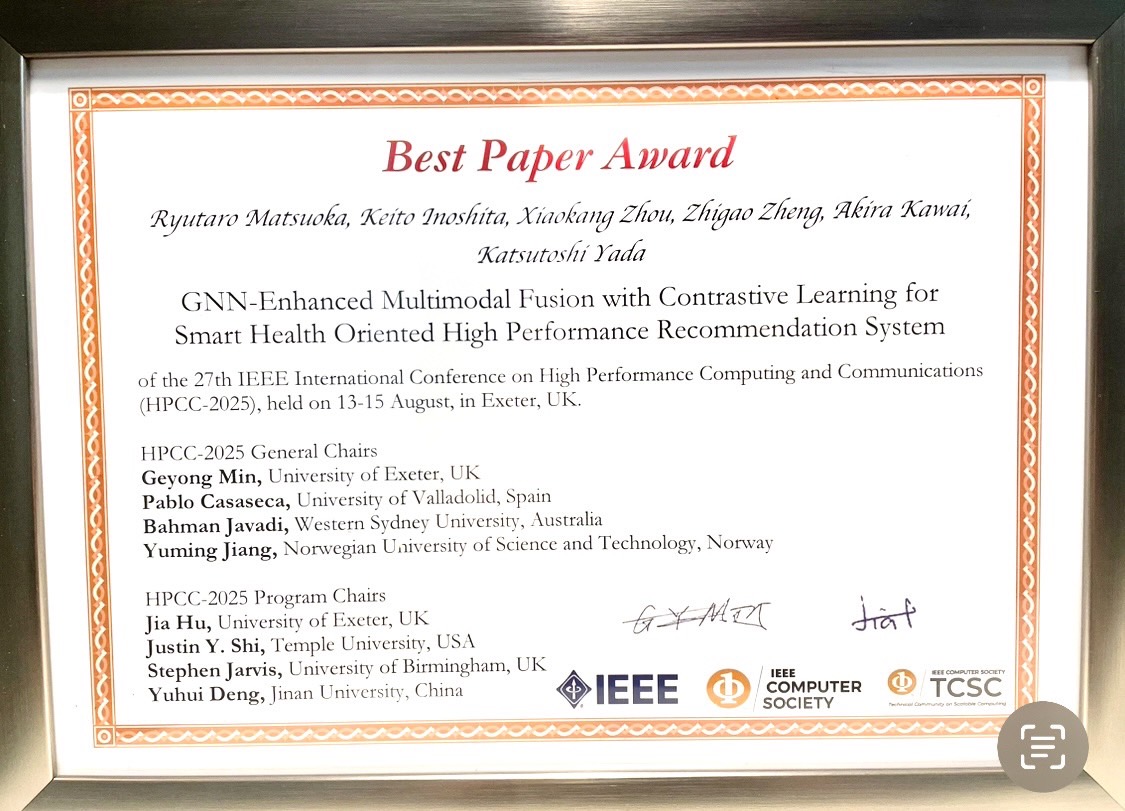 Best Paper Award
Ryutaro Matsuoka, Keito Inoshita, Xiaokang Zhou, Zhigao Zheng, Akira Kawai,
Katsutoshi Yada
GNN-Enhanced Multimodal Fusion with Contrastive Learning for
Smart Health Oriented High Performance Recommendation System
of the 27th IEEE International Conference on High Performance Computing and Communications
(HPCC-2025), held on 13-15 August, in Exeter, UK.
HPCC-2025 General Chairs
Geyong Min, University of Exeter, UK
Pablo Casaseca, University of Valladolid, Spain
Bahman Javadi, Western Sydney University, Australia
Yuming Jiang, Norwegian University of Science and Technology, Norway
HPCC-2025 Program Chairs
Jia Hu, University of Exeter, UK
Justin Y. Shi, Temple University, USA
Stephen Jarvis, University of Birmingham, UK
Yuhui Deng, Jinan University, China
IEEE
IEEE
COMPUTER
SOCIETY
IEEE COMPUTER SOCIETY
TCSC
Technical Community on Scalable Computing